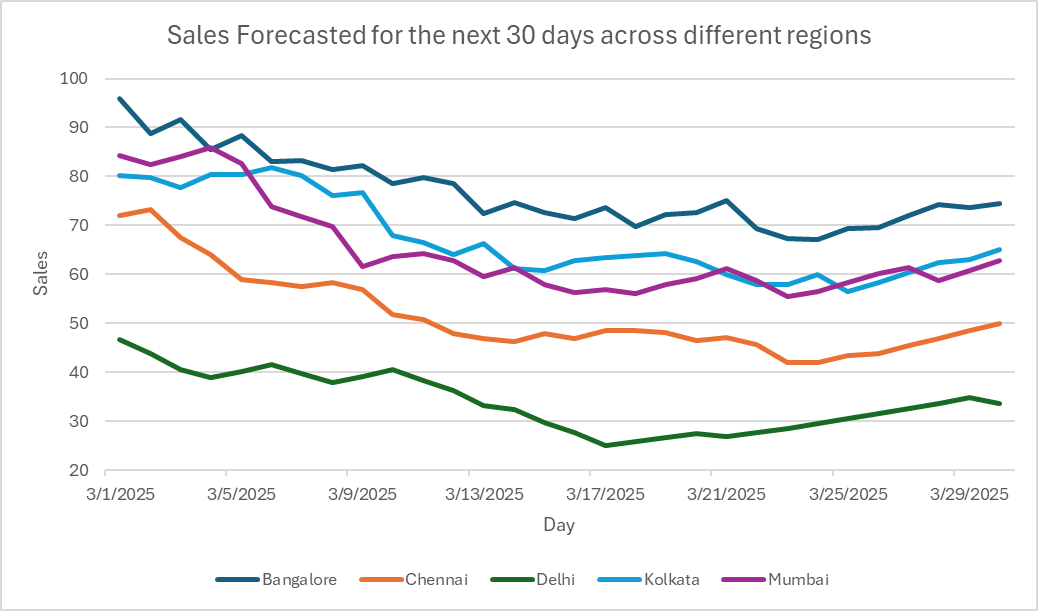 Sales Forecasted for the next 30 days across different regions
100
90
80
70
60
50
40
30
20
Sales
3/1/2025 3/5/2025 3/9/2025 3/13/2025 3/17/2025 3/21/2025 3/25/2025 3/29/2025
Day
Bangalore Chennai Delhi Kolkata Mumbai